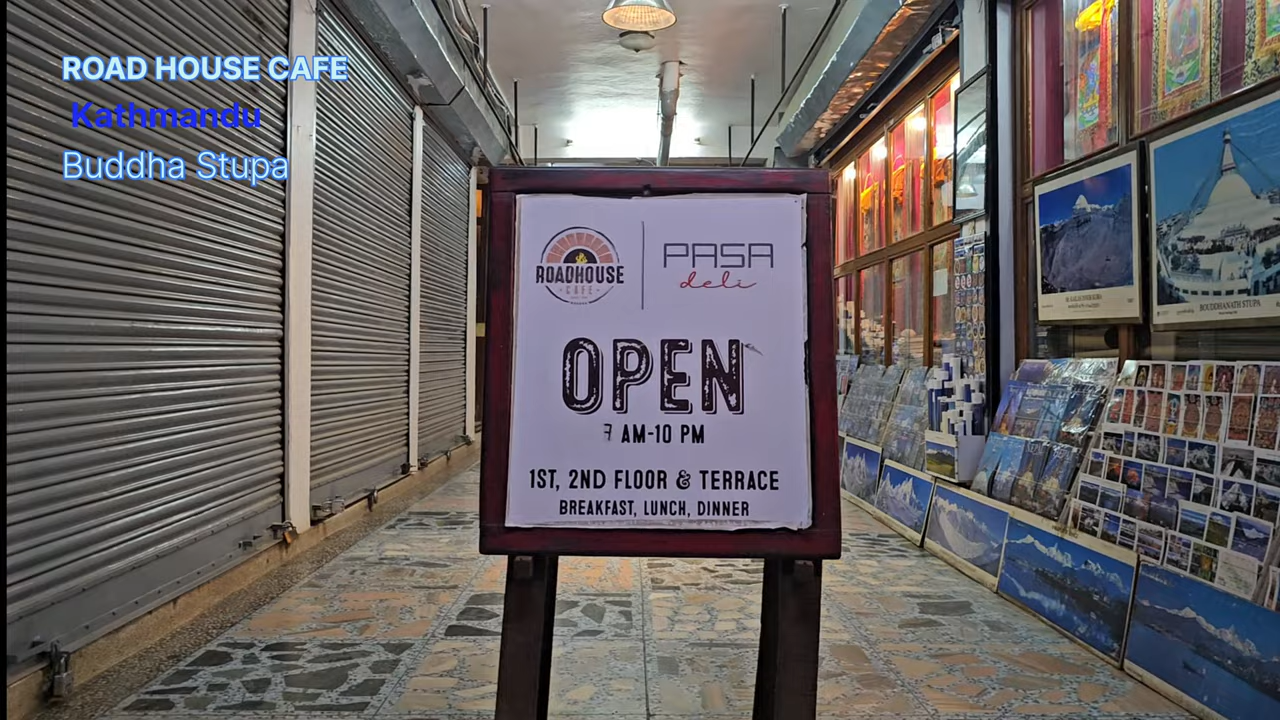 ROAD HOUSE CAFE
Kathmandu
Buddha Stupa
ROADHOUSE
CAFE
PASA
deli
OPEN
7 AM-10 PM
1ST, 2ND FLOOR & TERRACE
BREAKFAST, LUNCH, DINNER
BOUDDHANATH STUPA